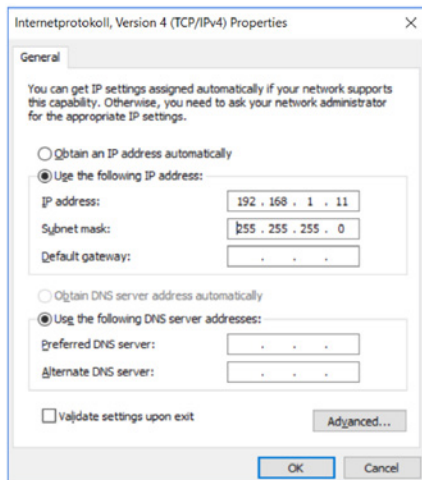 Internetprotokoll, Version 4 (TCP/IPv4) Properties
General
You can get IP settings assigned automatically if your network supports
this capability. Otherwise, you need to ask your network administrator
for the appropriate IP settings.
Obtain an IP address automatically
Use the following IP address:
IP address: 192 . 168 . 1 . 11
Subnet mask: 255 . 255 . 255 . 0
Default gateway: . . .
Obtain DNS server address automatically
Use the following DNS server addresses:
Preferred DNS server: . . .
Alternate DNS server: . . .
Validate settings upon exit
Advanced...
OK Cancel